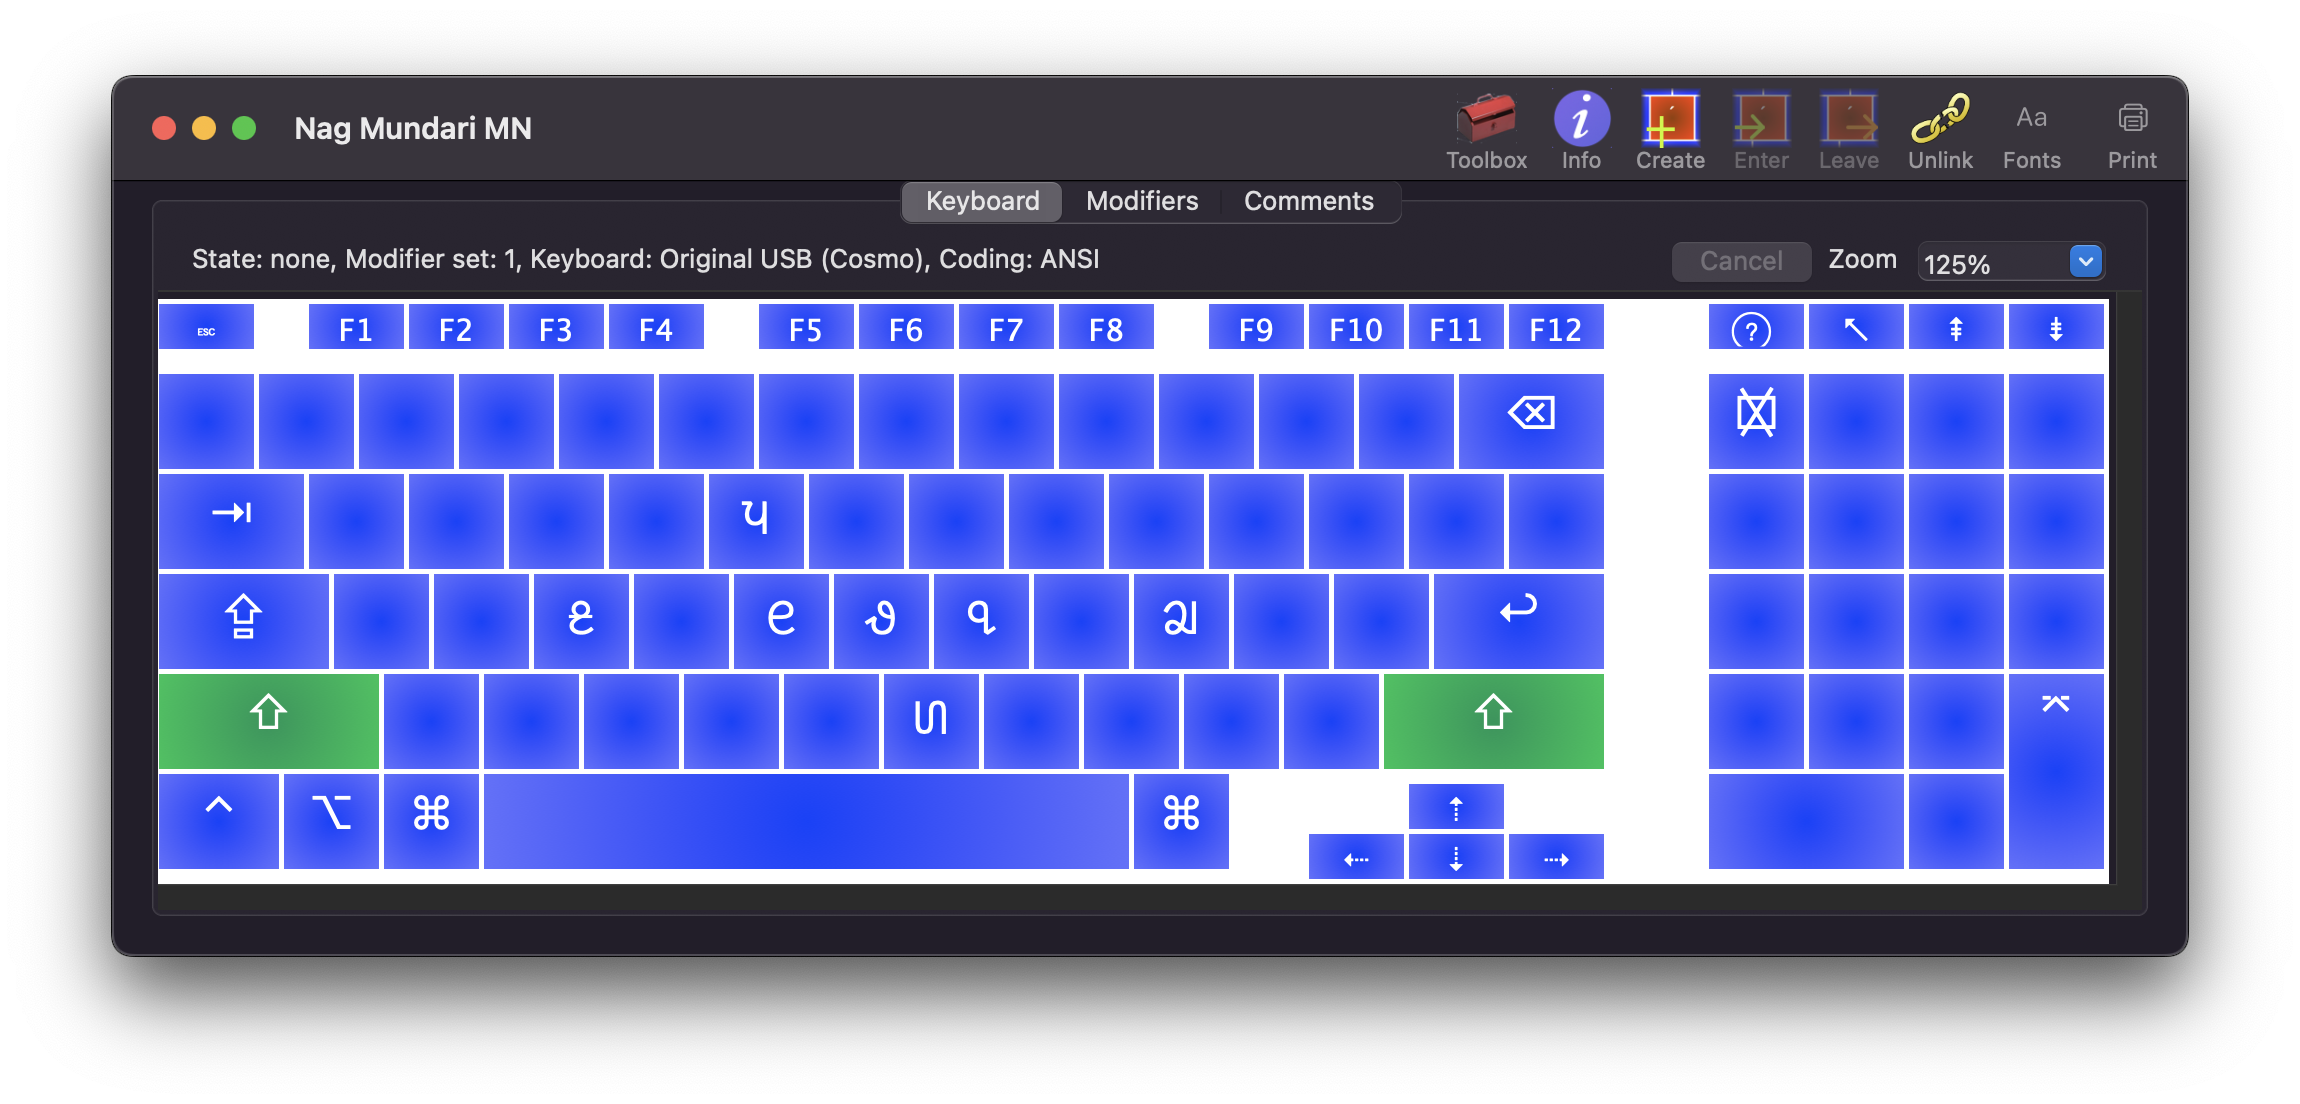 Nag Mundari MN
Toolbox Info Create Enter Leave Unlink Aa Fonts Print
Keyboard Modifiers Comments
State: none, Modifier set: 1, Keyboard: Original USB (Cosmo), Coding: ANSI
Cancel Zoom 125%
ESC F1 F2 F3 F4 F5 F6 F7 F8 F9 F10 F11 F12 ? ↖ ⇞ ⇟
⌫
⇥
⇪ ↩
⇧ ⇧ ⌤
⌃ ⌥ ⌘ ⌘ ⇡
⇠ ⇣ ⇢